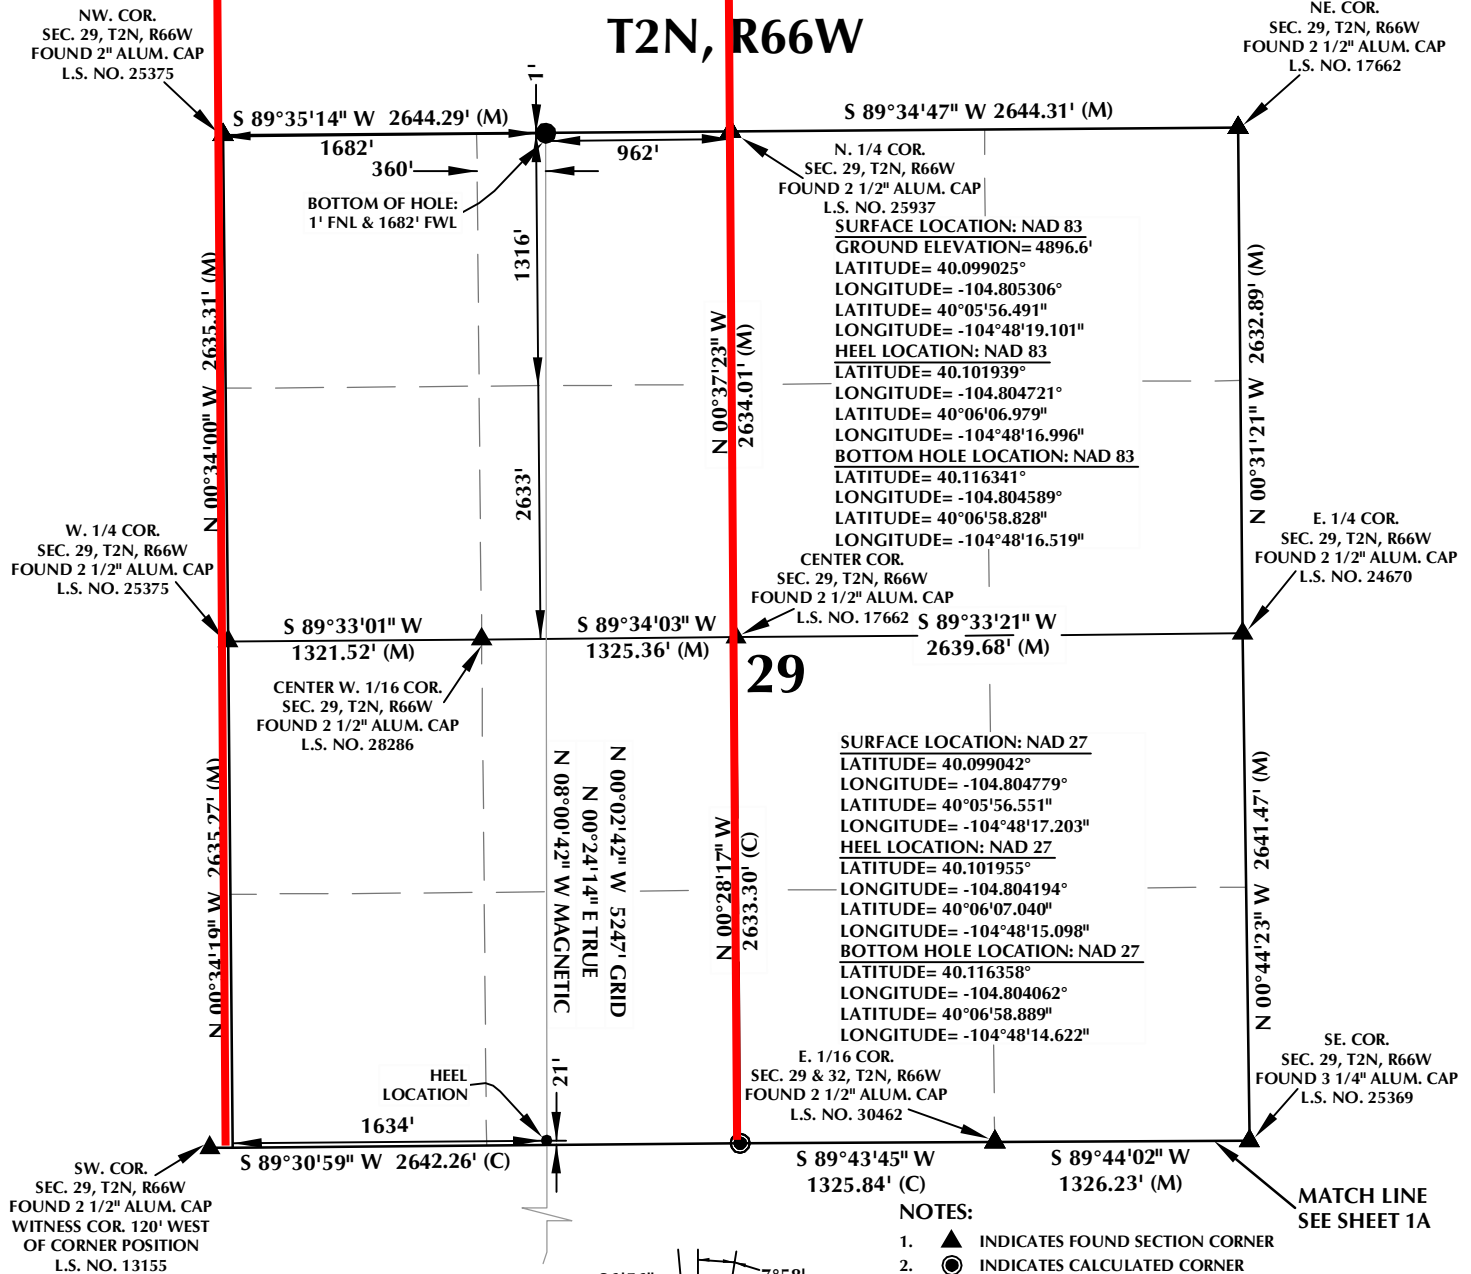 T2N, R66W
NW. COR.
SEC. 29, T2N, R66W
FOUND 2" ALUM. CAP
L.S. NO. 25375
NE. COR.
SEC. 29, T2N, R66W
FOUND 2 1/2" ALUM. CAP
L.S. NO. 17662
1'
S 89°35'14" W 2644.29' (M)
S 89°34'47" W 2644.31' (M)
1682'
962'
360'
BOTTOM OF HOLE:
1' FNL & 1682' FWL
N. 1/4 COR.
SEC. 29, T2N, R66W
FOUND 2 1/2" ALUM. CAP
L.S. NO. 25937
SURFACE LOCATION: NAD 83
GROUND ELEVATION= 4896.6'
LATITUDE= 40.099025°
LONGITUDE= -104.805306°
LATITUDE= 40°05'56.491"
LONGITUDE= -104°48'19.101"
HEEL LOCATION: NAD 83
LATITUDE= 40.101939°
LONGITUDE= -104.804721°
LATITUDE= 40°06'06.979"
LONGITUDE= -104°48'16.996"
BOTTOM HOLE LOCATION: NAD 83
LATITUDE= 40.116341°
LONGITUDE= -104.804589°
LATITUDE= 40°06'58.828"
LONGITUDE= -104°48'16.519"
1316'
2633'
N 00°34'00" W 2635.31' (M)
N 00°37'23" W
2634.01' (M)
N 00°31'21" W 2632.89' (M)
W. 1/4 COR.
SEC. 29, T2N, R66W
FOUND 2 1/2" ALUM. CAP
L.S. NO. 25375
CENTER COR.
SEC. 29, T2N, R66W
FOUND 2 1/2" ALUM. CAP
L.S. NO. 17662
E. 1/4 COR.
SEC. 29, T2N, R66W
FOUND 2 1/2" ALUM. CAP
L.S. NO. 24670
S 89°33'01" W
1321.52' (M)
S 89°34'03" W
1325.36' (M)
S 89°33'21" W
2639.68' (M)
29
CENTER W. 1/16 COR.
SEC. 29, T2N, R66W
FOUND 2 1/2" ALUM. CAP
L.S. NO. 28286
SURFACE LOCATION: NAD 27
LATITUDE= 40.099042°
LONGITUDE= -104.804779°
LATITUDE= 40°05'56.551"
LONGITUDE= -104°48'17.203"
HEEL LOCATION: NAD 27
LATITUDE= 40.101955°
LONGITUDE= -104.804194°
LATITUDE= 40°06'07.040"
LONGITUDE= -104°48'15.098"
BOTTOM HOLE LOCATION: NAD 27
LATITUDE= 40.116358°
LONGITUDE= -104.804062°
LATITUDE= 40°06'58.889"
LONGITUDE= -104°48'14.622"
N 00°34'19" W 2635.27' (M)
N 00°02'42" W 5247' GRID
N 00°24'14" E TRUE
N 08°00'42" W MAGNETIC
N 00°28'17" W
2633.30' (C)
N 00°44'23" W 2641.47' (M)
HEEL
LOCATION
21'
E. 1/16 COR.
SEC. 29 & 32, T2N, R66W
FOUND 2 1/2" ALUM. CAP
L.S. NO. 30462
SE. COR.
SEC. 29, T2N, R66W
FOUND 3 1/4" ALUM. CAP
L.S. NO. 25369
1634'
S 89°30'59" W 2642.26' (C)
S 89°43'45" W
1325.84' (C)
S 89°44'02" W
1326.23' (M)
SW. COR.
SEC. 29, T2N, R66W
FOUND 2 1/2" ALUM. CAP
WITNESS COR. 120' WEST
OF CORNER POSITION
L.S. NO. 13155
MATCH LINE
SEE SHEET 1A
NOTES:
1. INDICATES FOUND SECTION CORNER
2. INDICATES CALCULATED CORNER